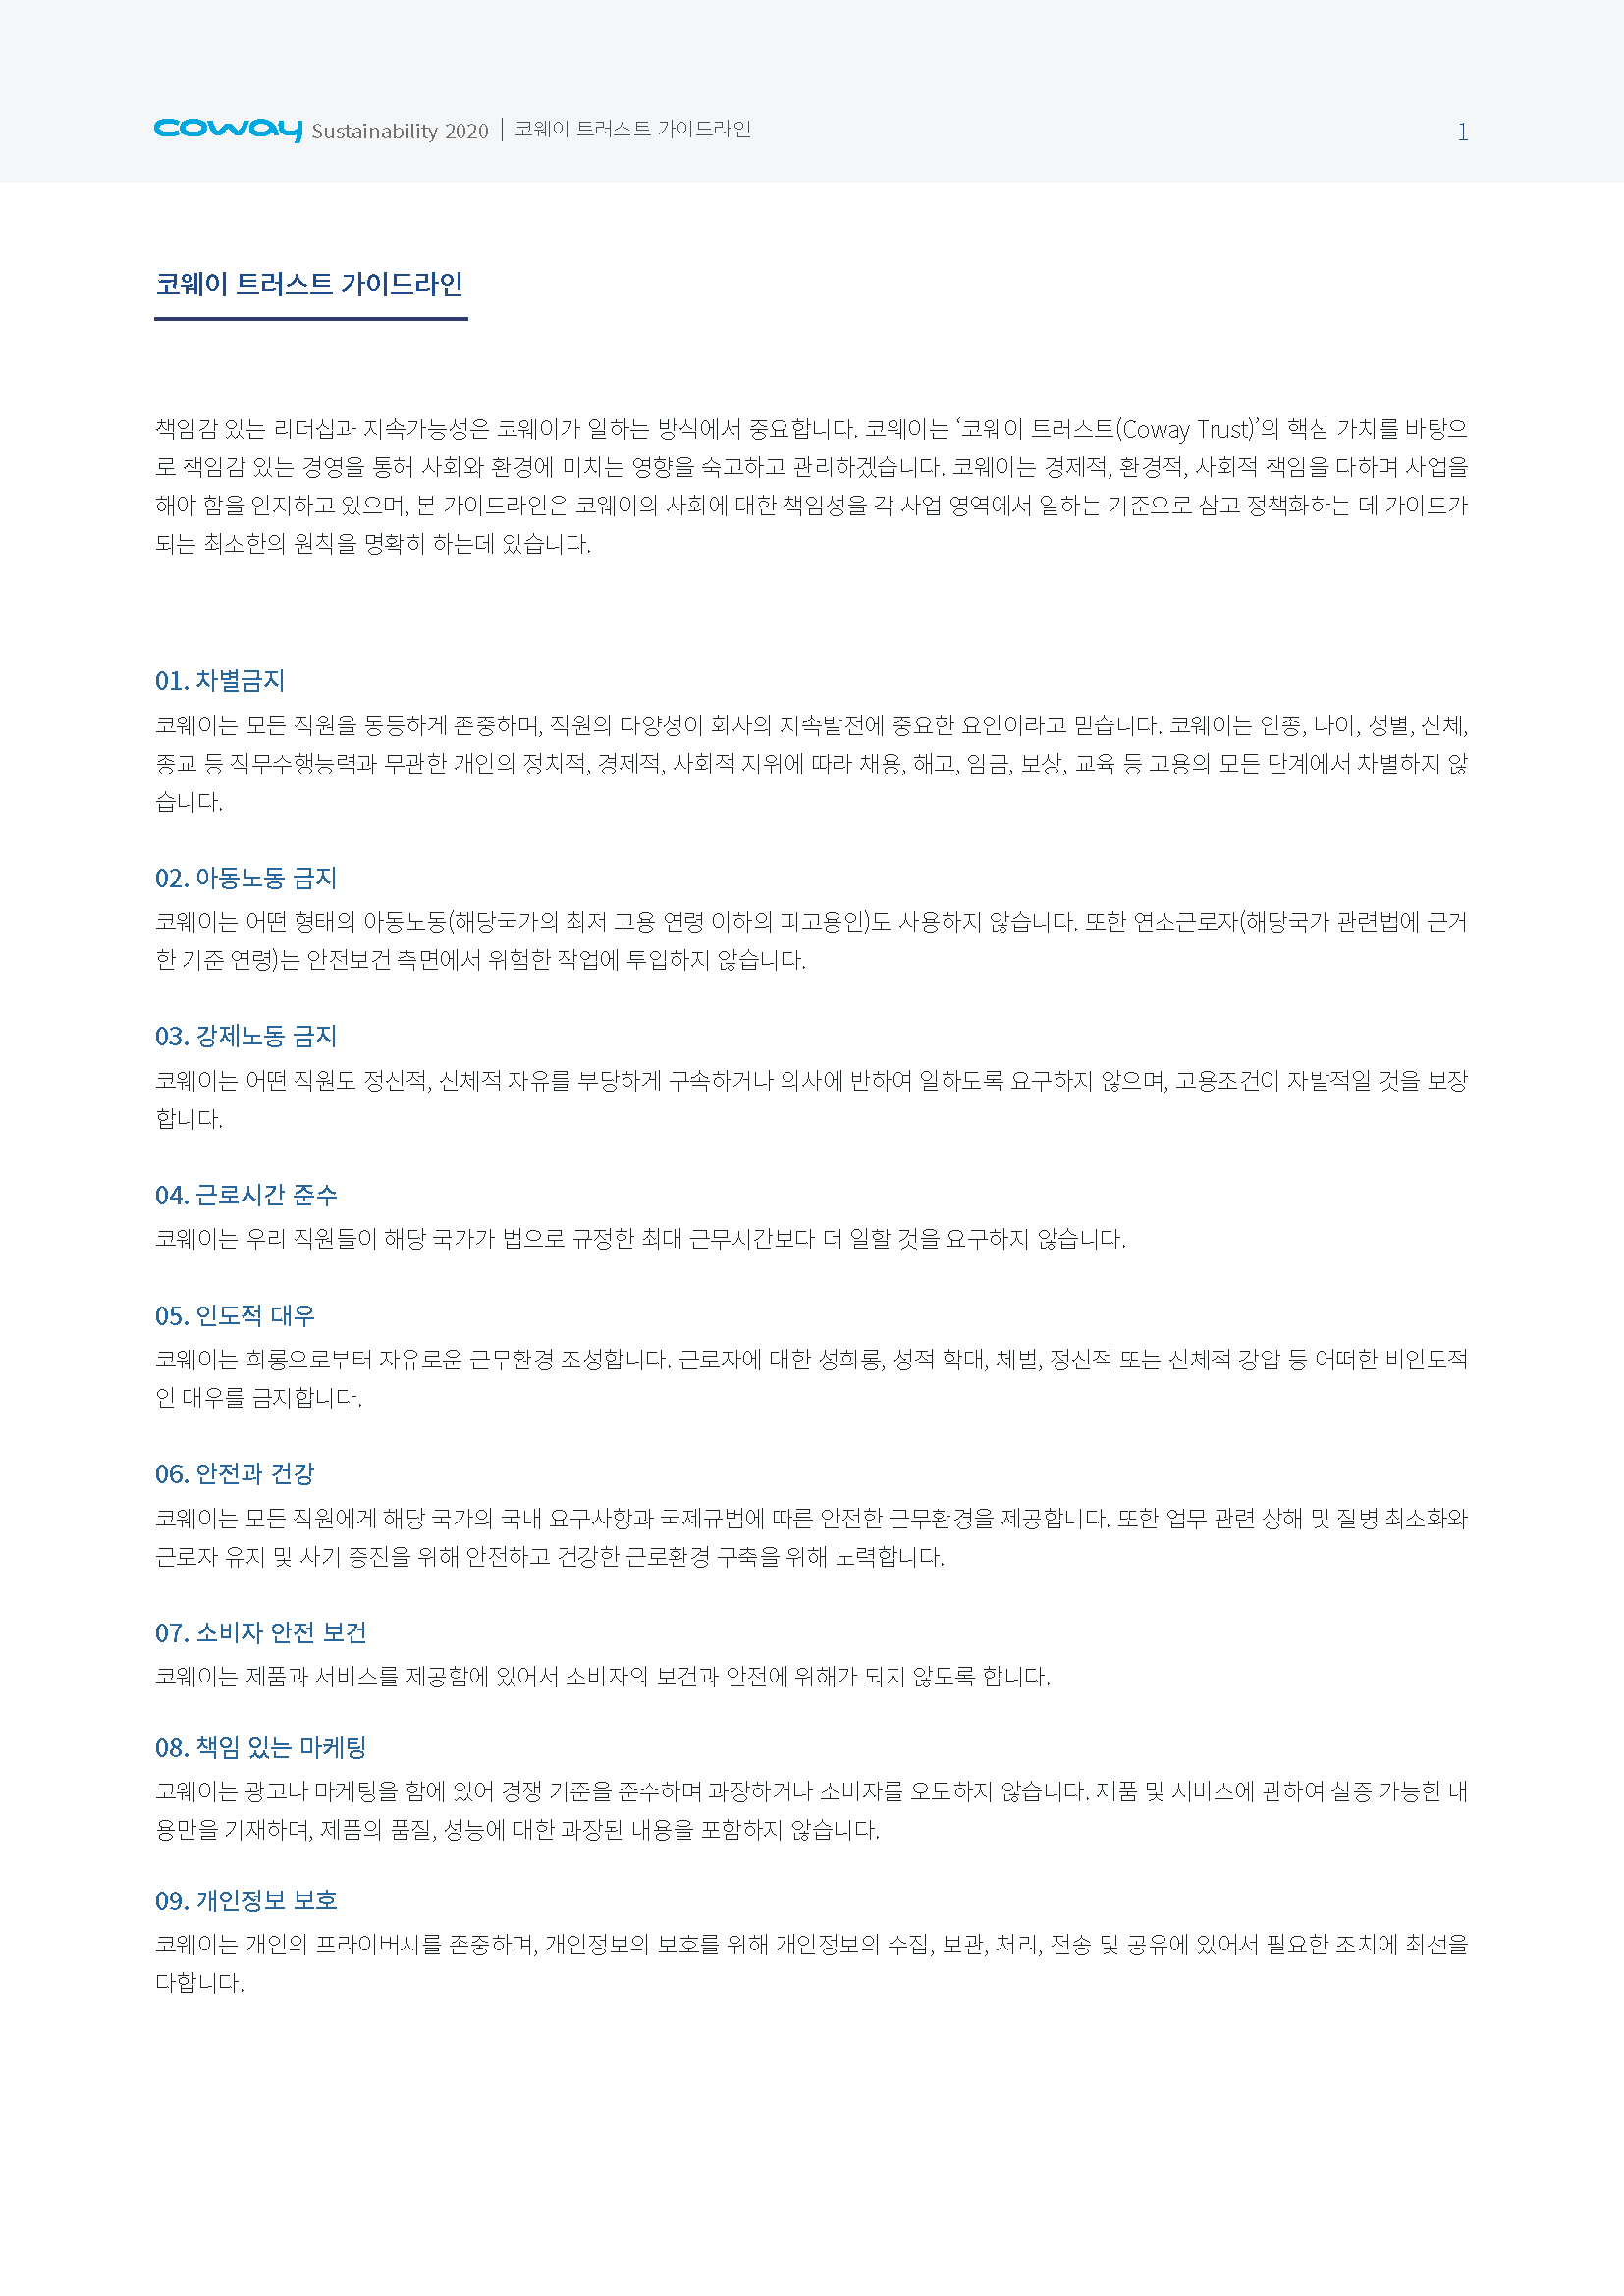 coway Sustainability 2020 | 코웨이 트러스트 가이드라인 1
코웨이 트러스트 가이드라인
책임감 있는 리더십과 지속가능성은 코웨이가 일하는 방식에서 중요합니다. 코웨이는 ‘코웨이 트러스트(Coway Trust)’의 핵심 가치를 바탕으
로 책임감 있는 경영을 통해 사회와 환경에 미치는 영향을 숙고하고 관리하겠습니다. 코웨이는 경제적, 환경적, 사회적 책임을 다하며 사업을
해야 함을 인지하고 있으며, 본 가이드라인은 코웨이의 사회에 대한 책임성을 각 사업 영역에서 일하는 기준으로 삼고 정책화하는 데 가이드가
되는 최소한의 원칙을 명확히 하는데 있습니다.
01. 차별금지
코웨이는 모든 직원을 동등하게 존중하며, 직원의 다양성이 회사의 지속발전에 중요한 요인이라고 믿습니다. 코웨이는 인종, 나이, 성별, 신체,
종교 등 직무수행능력과 무관한 개인의 정치적, 경제적, 사회적 지위에 따라 채용, 해고, 임금, 보상, 교육 등 고용의 모든 단계에서 차별하지 않
습니다.
02. 아동노동 금지
코웨이는 어떤 형태의 아동노동(해당국가의 최저 고용 연령 이하의 피고용인)도 사용하지 않습니다. 또한 연소근로자(해당국가 관련법에 근거
한 기준 연령)는 안전보건 측면에서 위험한 작업에 투입하지 않습니다.
03. 강제노동 금지
코웨이는 어떤 직원도 정신적, 신체적 자유를 부당하게 구속하거나 의사에 반하여 일하도록 요구하지 않으며, 고용조건이 자발적일 것을 보장
합니다.
04. 근로시간 준수
코웨이는 우리 직원들이 해당 국가가 법으로 규정한 최대 근무시간보다 더 일할 것을 요구하지 않습니다.
05. 인도적 대우
코웨이는 희롱으로부터 자유로운 근무환경 조성합니다. 근로자에 대한 성희롱, 성적 학대, 체벌, 정신적 또는 신체적 강압 등 어떠한 비인도적
인 대우를 금지합니다.
06. 안전과 건강
코웨이는 모든 직원에게 해당 국가의 국내 요구사항과 국제규범에 따른 안전한 근무환경을 제공합니다. 또한 업무 관련 상해 및 질병 최소화와
근로자 유지 및 사기 증진을 위해 안전하고 건강한 근로환경 구축을 위해 노력합니다.
07. 소비자 안전 보건
코웨이는 제품과 서비스를 제공함에 있어서 소비자의 보건과 안전에 위해가 되지 않도록 합니다.
08. 책임 있는 마케팅
코웨이는 광고나 마케팅을 함에 있어 경쟁 기준을 준수하며 과장하거나 소비자를 오도하지 않습니다. 제품 및 서비스에 관하여 실증 가능한 내
용만을 기재하며, 제품의 품질, 성능에 대한 과장된 내용을 포함하지 않습니다.
09. 개인정보 보호
코웨이는 개인의 프라이버시를 존중하며, 개인정보의 보호를 위해 개인정보의 수집, 보관, 처리, 전송 및 공유에 있어서 필요한 조치에 최선을
다합니다.